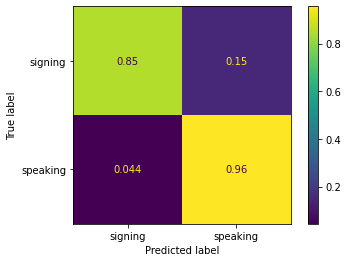 True label
signing
0.85
0.15
speaking
0.044
0.96
signing
speaking
Predicted label
0.8
0.6
0.4
0.2